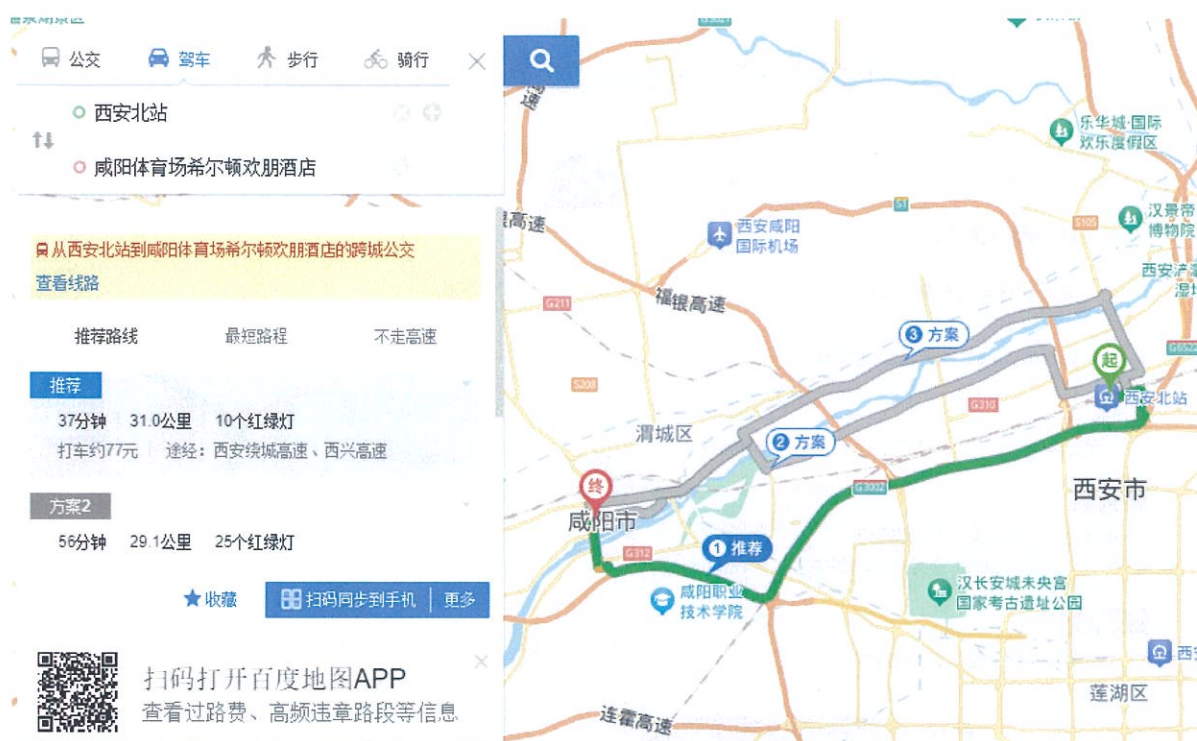 公交 驾车 步行 骑行
西安北站
咸阳体育场希尔顿欢朋酒店
从西安北站到咸阳体育场希尔顿欢朋酒店的跨城公交
查看线路
推荐路线 最短路程 不走高速
推荐
37分钟 31.0公里 10个红绿灯
打车约77元 途经：西安绕城高速、西兴高速
方案2
56分钟 29.1公里 25个红绿灯
收藏 扫码同步到手机 更多
扫码打开百度地图APP
查看过路费、高频违章路段等信息
乐华城·国际
欢乐度假区
S1
S105
汉景帝
博物院
西安咸阳
国际机场
高速
G211
福银高速
3 方案
起
西安北站
S208
G310
渭城区
2 方案
终
咸阳市
G3002
西安市
G312
1 推荐
咸阳职业
技术学院
汉长安城未央宫
国家考古遗址公园
莲湖区
连霍高速